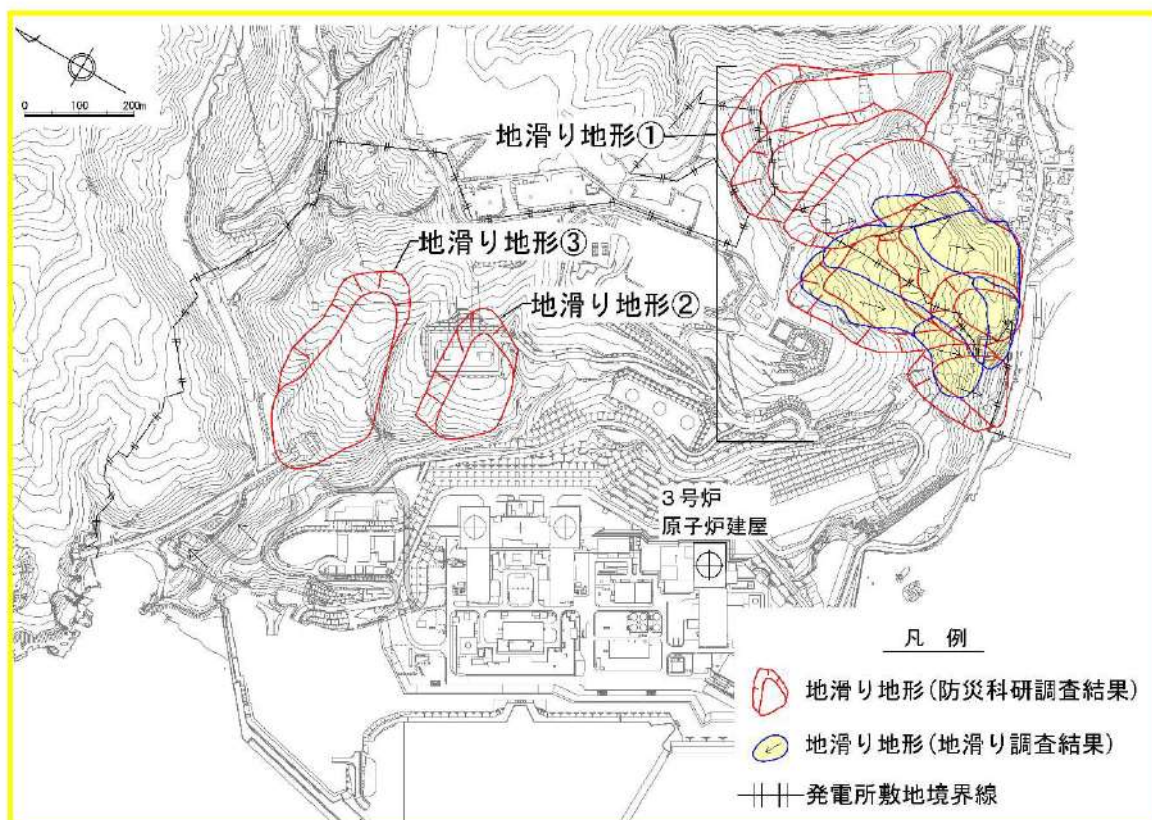 0 100 200m
地滑り地形①
地滑り地形③
地滑り地形②
3号炉
原子炉建屋
凡 例
地滑り地形(防災科研調査結果)
地滑り地形(地滑り調査結果)
発電所敷地境界線